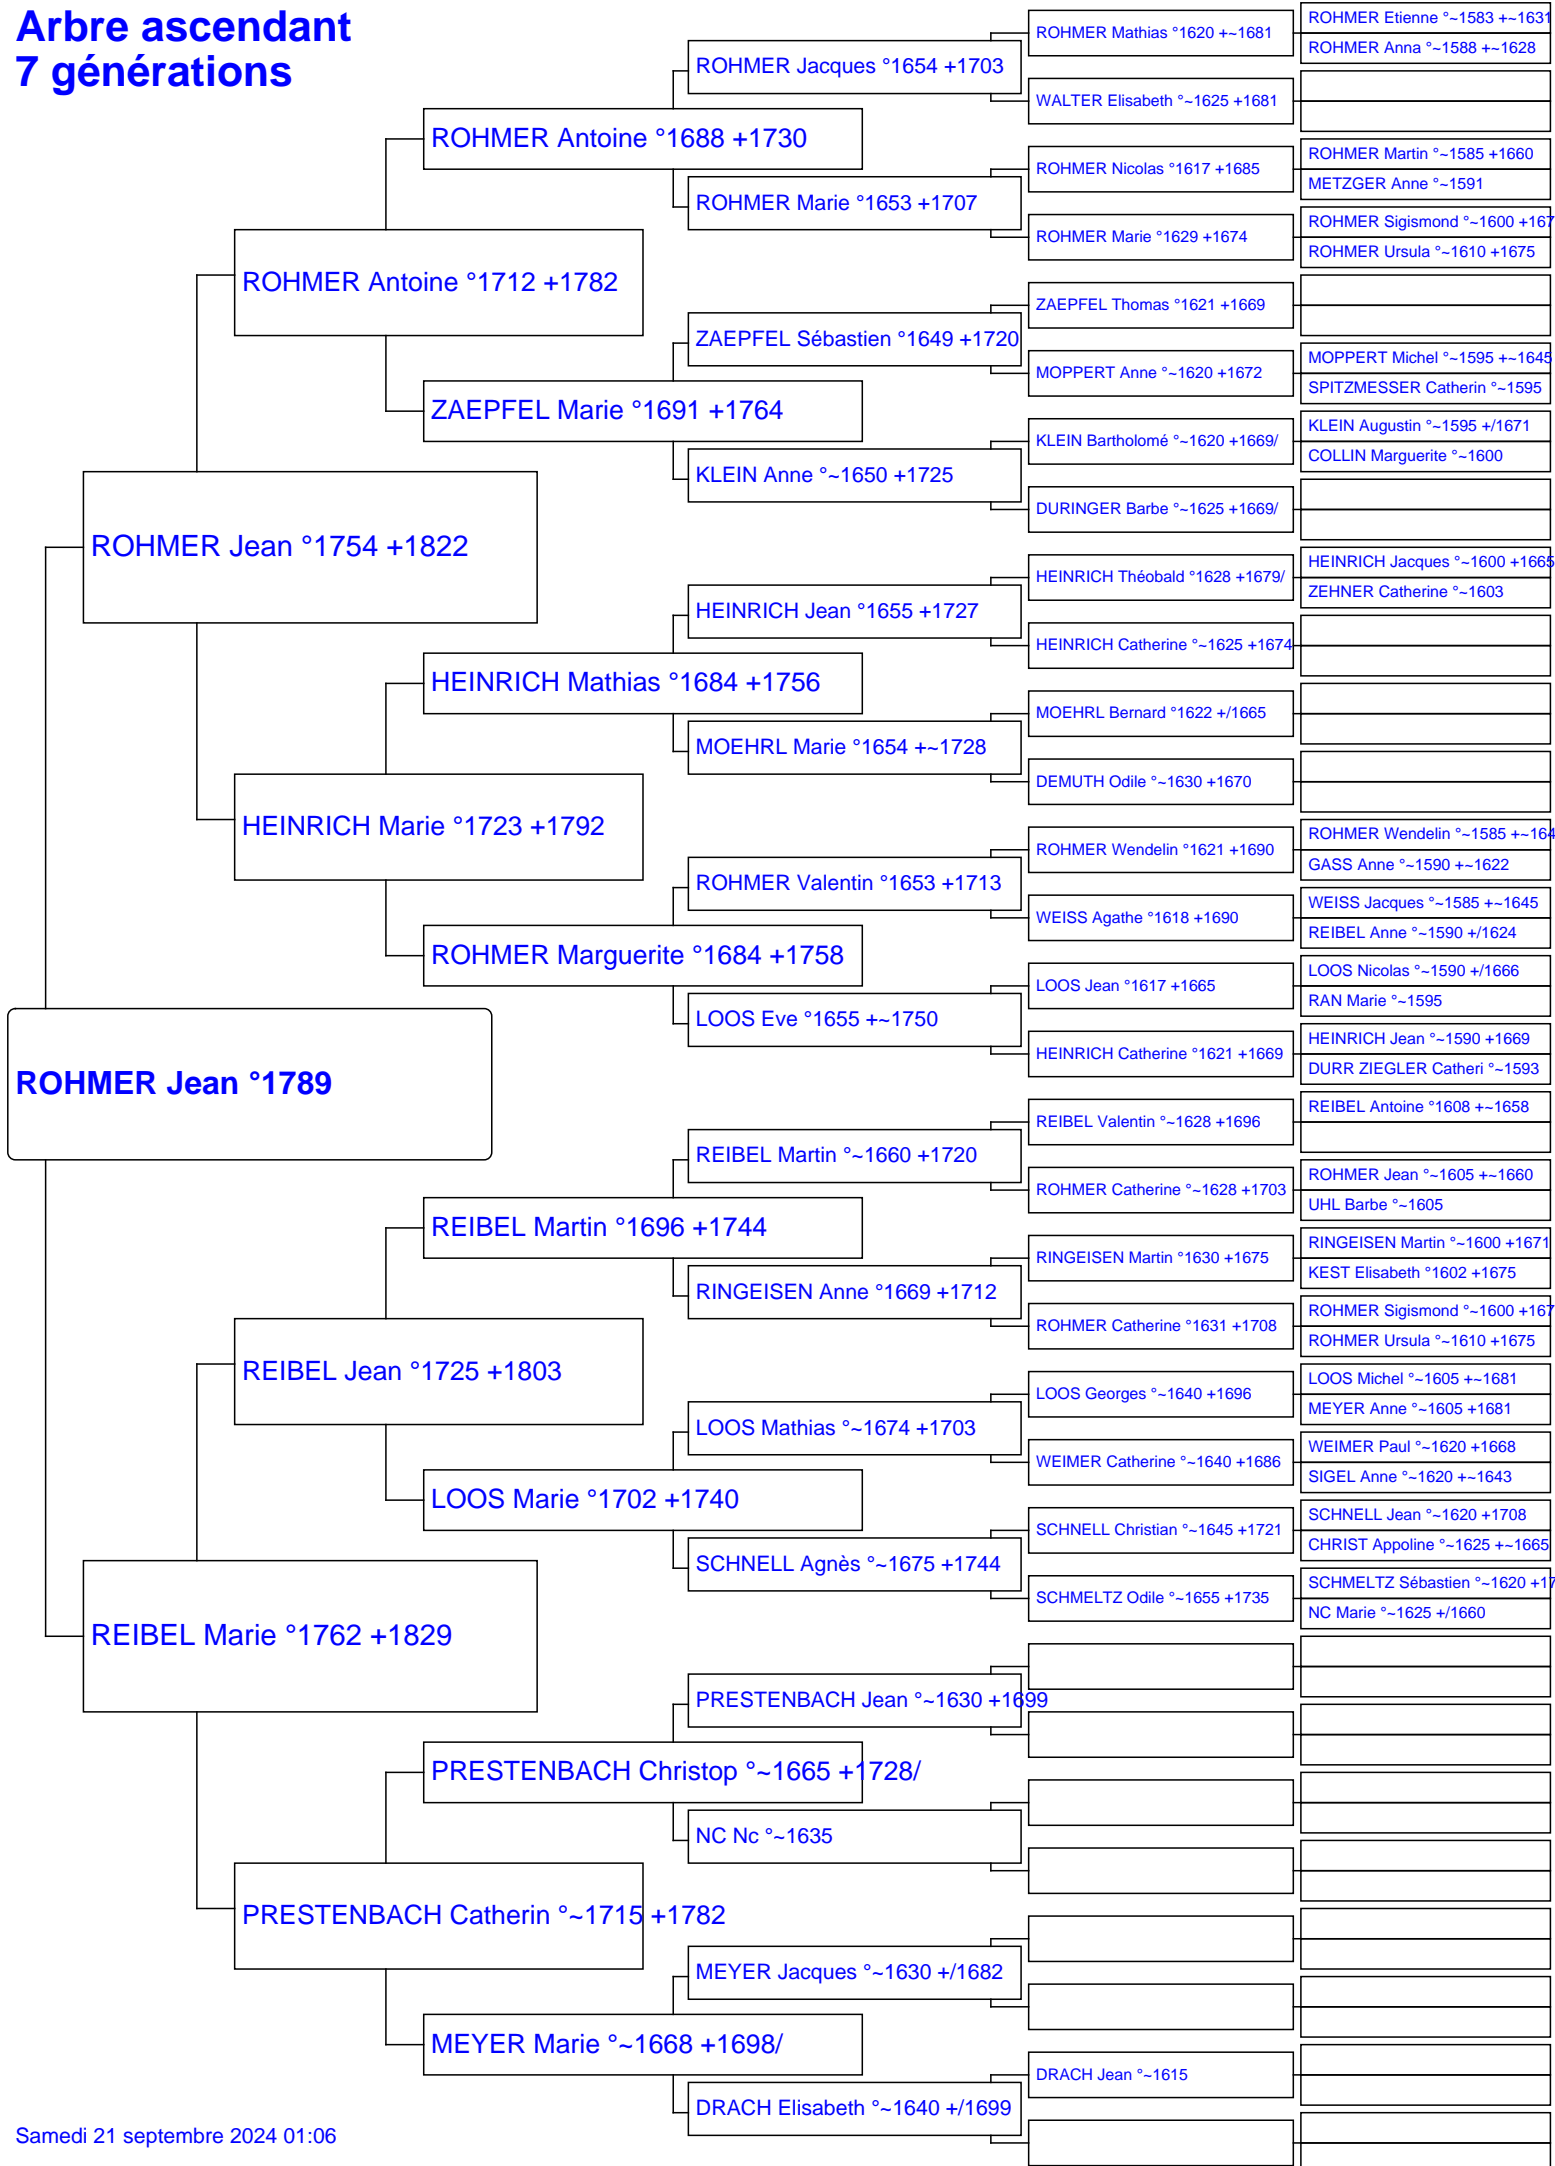 Arbre ascendant
7 générations
ROHMER Jean °1789
ROHMER Jean °1754 +1822
REIBEL Marie °1762 +1829
ROHMER Antoine °1712 +1782
HEINRICH Marie °1723 +1792
REIBEL Jean °1725 +1803
PRESTENBACH Catherin °~1715 +1782
ROHMER Antoine °1688 +1730
ZAEPFEL Marie °1691 +1764
HEINRICH Mathias °1684 +1756
ROHMER Marguerite °1684 +1758
REIBEL Martin °1696 +1744
LOOS Marie °1702 +1740
PRESTENBACH Christop °~1665 +1728/
MEYER Marie °~1668 +1698/
ROHMER Jacques °1654 +1703
ROHMER Marie °1653 +1707
ZAEPFEL Sébastien °1649 +1720
KLEIN Anne °~1650 +1725
HEINRICH Jean °1655 +1727
MOEHRL Marie °1654 +~1728
ROHMER Valentin °1653 +1713
LOOS Eve °1655 +~1750
REIBEL Martin °~1660 +1720
RINGEISEN Anne °1669 +1712
LOOS Mathias °~1674 +1703
SCHNELL Agnès °~1675 +1744
PRESTENBACH Jean °~1630 +1699
NC Nc °~1635
MEYER Jacques °~1630 +/1682
DRACH Elisabeth °~1640 +/1699
ROHMER Mathias °1620 +~1681
WALTER Elisabeth °~1625 +1681
ROHMER Nicolas °1617 +1685
ROHMER Marie °1629 +1674
ZAEPFEL Thomas °1621 +1669
MOPPERT Anne °~1620 +1672
KLEIN Bartholomé °~1620 +1669/
DURINGER Barbe °~1625 +1669/
HEINRICH Théobald °1628 +1679/
HEINRICH Catherine °~1625 +1674
MOEHRL Bernard °1622 +/1665
DEMUTH Odile °~1630 +1670
ROHMER Wendelin °1621 +1690
WEISS Agathe °1618 +1690
LOOS Jean °1617 +1665
HEINRICH Catherine °1621 +1669
REIBEL Valentin °~1628 +1696
ROHMER Catherine °~1628 +1703
RINGEISEN Martin °1630 +1675
ROHMER Catherine °1631 +1708
LOOS Georges °~1640 +1696
WEIMER Catherine °~1640 +1686
SCHNELL Christian °~1645 +1721
SCHMELTZ Odile °~1655 +1735
DRACH Jean °~1615
ROHMER Etienne °~1583 +~1631
ROHMER Anna °~1588 +~1628
ROHMER Martin °~1585 +1660
METZGER Anne °~1591
ROHMER Sigismond °~1600 +167
ROHMER Ursula °~1610 +1675
MOPPERT Michel °~1595 +~1645
SPITZMESSER Catherin °~1595
KLEIN Augustin °~1595 +/1671
COLLIN Marguerite °~1600
HEINRICH Jacques °~1600 +1665
ZEHNER Catherine °~1603
ROHMER Wendelin °~1585 +~164
GASS Anne °~1590 +~1622
WEISS Jacques °~1585 +~1645
REIBEL Anne °~1590 +/1624
LOOS Nicolas °~1590 +/1666
RAN Marie °~1595
HEINRICH Jean °~1590 +1669
DURR ZIEGLER Catheri °~1593
REIBEL Antoine °1608 +~1658
ROHMER Jean °~1605 +~1660
UHL Barbe °~1605
RINGEISEN Martin °~1600 +1671
KEST Elisabeth °1602 +1675
ROHMER Sigismond °~1600 +167
ROHMER Ursula °~1610 +1675
LOOS Michel °~1605 +~1681
MEYER Anne °~1605 +1681
WEIMER Paul °~1620 +1668
SIGEL Anne °~1620 +~1643
SCHNELL Jean °~1620 +1708
CHRIST Appoline °~1625 +~1665
SCHMELTZ Sébastien °~1620 +17
NC Marie °~1625 +/1660
Samedi 21 septembre 2024 01:06